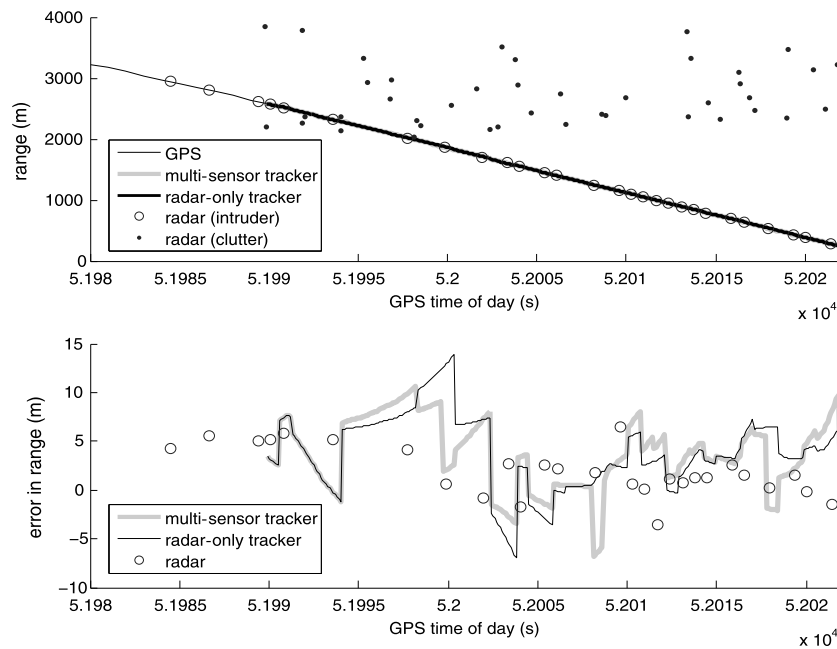 4000
3000
2000
1000
0
range (m)
GPS
multi-sensor tracker
radar-only tracker
radar (intruder)
radar (clutter)
5.198 5.1985 5.199 5.1995 5.2 5.2005 5.201 5.2015 5.202
GPS time of day (s)
x 10⁴
15
10
5
0
−5
−10
error in range (m)
multi-sensor tracker
radar-only tracker
radar
5.198 5.1985 5.199 5.1995 5.2 5.2005 5.201 5.2015 5.202
GPS time of day (s)
x 10⁴